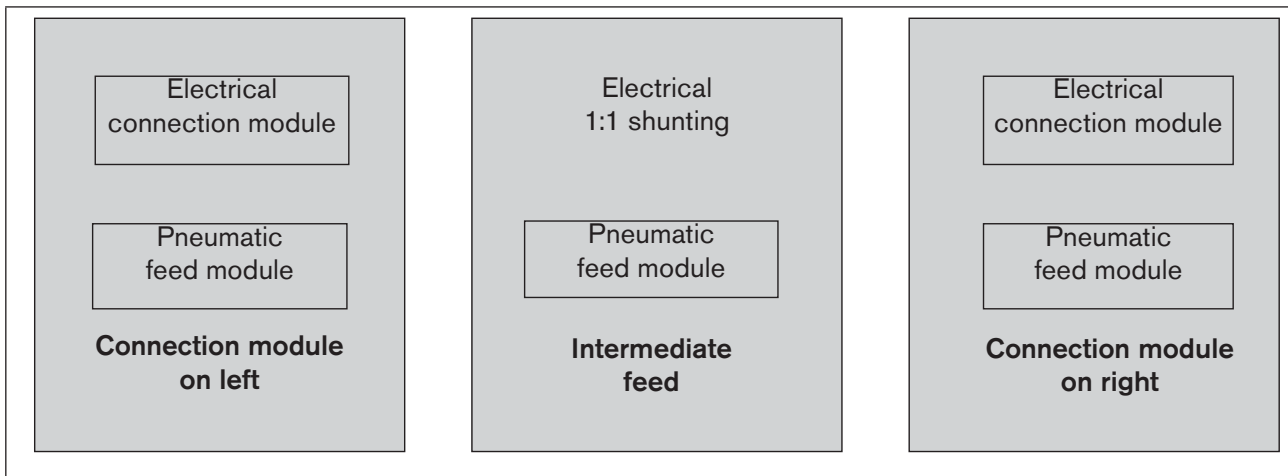 Electrical
connection module
Pneumatic
feed module
Connection module
on left
Electrical
1:1 shunting
Pneumatic
feed module
Intermediate
feed
Electrical
connection module
Pneumatic
feed module
Connection module
on right